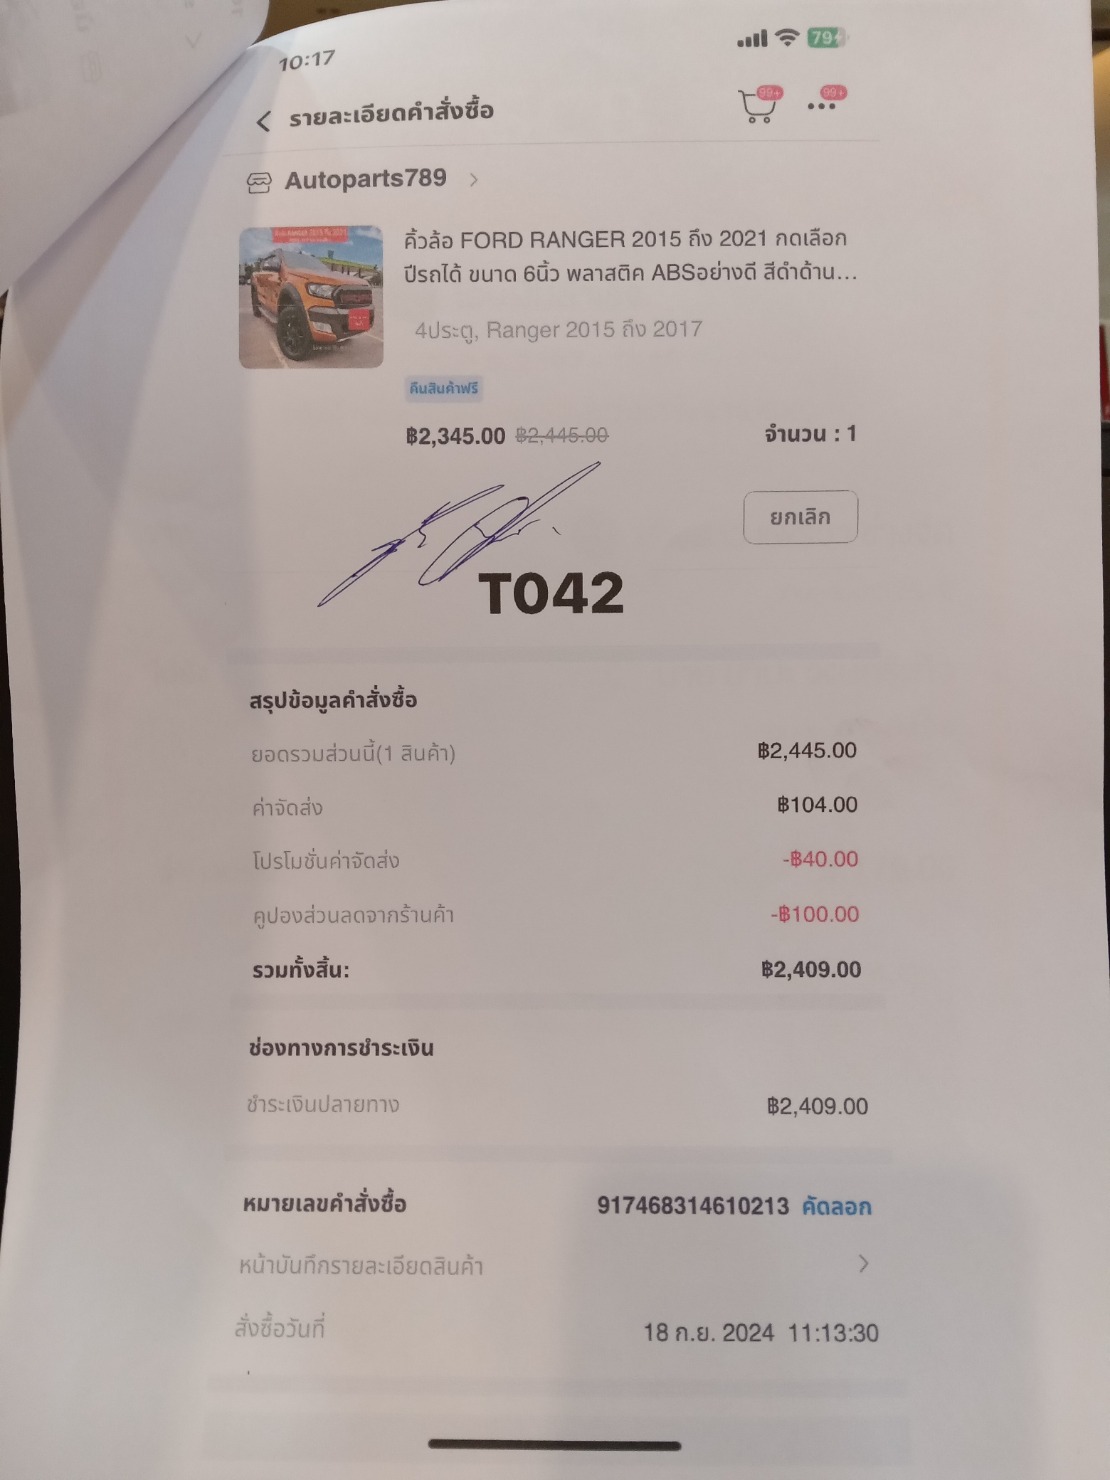 10:17
79
รายละเอียดคำสั่งซื้อ
99+
99+
Autoparts789
คิ้วล้อ FORD RANGER 2015 ถึง 2021 กดเลือก
ปีรถได้ ขนาด 6นิ้ว พลาสติค ABSอย่างดี สีดำด้าน...
4ประตู, Ranger 2015 ถึง 2017
คืนสินค้าฟรี
฿2,345.00 ฿2,445.00 จำนวน : 1
ยกเลิก
T042
สรุปข้อมูลคำสั่งซื้อ
ยอดรวมส่วนนี้(1 สินค้า) ฿2,445.00
ค่าจัดส่ง ฿104.00
โปรโมชั่นค่าจัดส่ง -฿40.00
คูปองส่วนลดจากร้านค้า -฿100.00
รวมทั้งสิ้น: ฿2,409.00
ช่องทางการชำระเงิน
ชำระเงินปลายทาง ฿2,409.00
หมายเลขคำสั่งซื้อ 917468314610213 คัดลอก
หน้าบันทึกรายละเอียดสินค้า
สั่งซื้อวันที่ 18 ก.ย. 2024 11:13:30